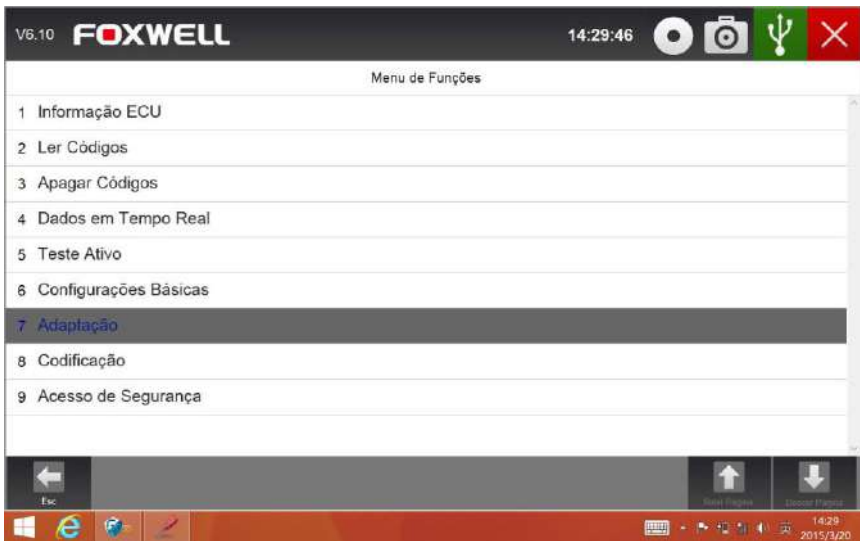 V6.10 FOXWELL 14:29:46
Menu de Funções
1 Informação ECU
2 Ler Códigos
3 Apagar Códigos
4 Dados em Tempo Real
5 Teste Ativo
6 Configurações Básicas
7 Adaptação
8 Codificação
9 Acesso de Segurança
Esc
英 14:29
2015/3/20